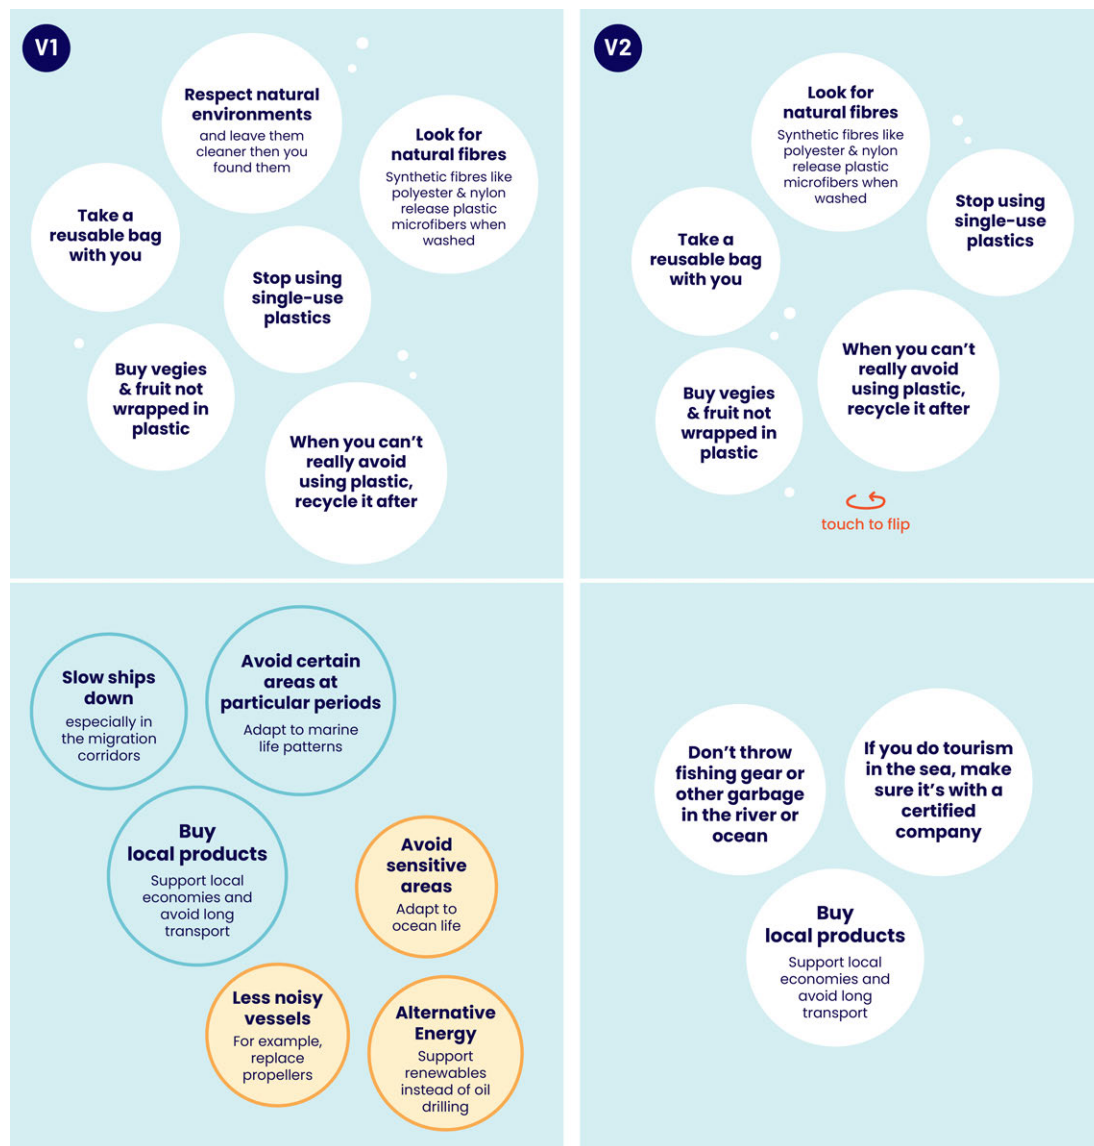 V1
Respect natural
environments
and leave them
cleaner then you
found them
Look for
natural fibres
Synthetic fibres like
polyester & nylon
release plastic
microfibers when
washed
Take a
reusable bag
with you
Stop using
single-use
plastics
Buy vegies
& fruit not
wrapped in
plastic
When you can't
really avoid
using plastic,
recycle it after
V2
Look for
natural fibres
Synthetic fibres like
polyester & nylon
release plastic
microfibers when
washed
Stop using
single-use
plastics
Take a
reusable bag
with you
When you can't
really avoid
using plastic,
recycle it after
Buy vegies
& fruit not
wrapped in
plastic
touch to flip
Slow ships
down
especially in
the migration
corridors
Avoid certain
areas at
particular periods
Adapt to marine
life patterns
Buy
local products
Support local
economies and
avoid long
transport
Avoid
sensitive
areas
Adapt to
ocean life
Less noisy
vessels
For example,
replace
propellers
Alternative
Energy
Support
renewables
instead of oil
drilling
Don't throw
fishing gear or
other garbage
in the river or
ocean
If you do tourism
in the sea, make
sure it's with a
certified
company
Buy
local products
Support local
economies and
avoid long
transport